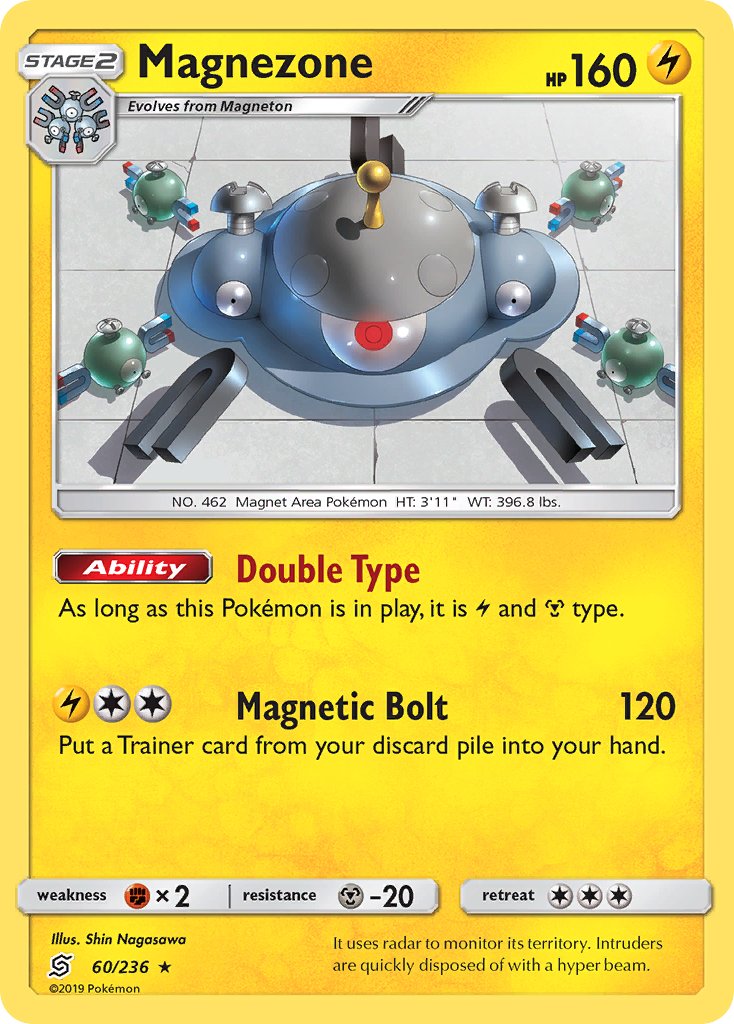 STAGE2
Magnezone
HP 160
Evolves from Magneton
NO. 462 Magnet Area Pokémon HT: 3'11" WT: 396.8 lbs.
Ability Double Type
As long as this Pokémon is in play, it is and type.
Magnetic Bolt 120
Put a Trainer card from your discard pile into your hand.
weakness ×2 resistance -20 retreat
Illus. Shin Nagasawa
60/236 ★
©2019 Pokémon
It uses radar to monitor its territory. Intruders
are quickly disposed of with a hyper beam.